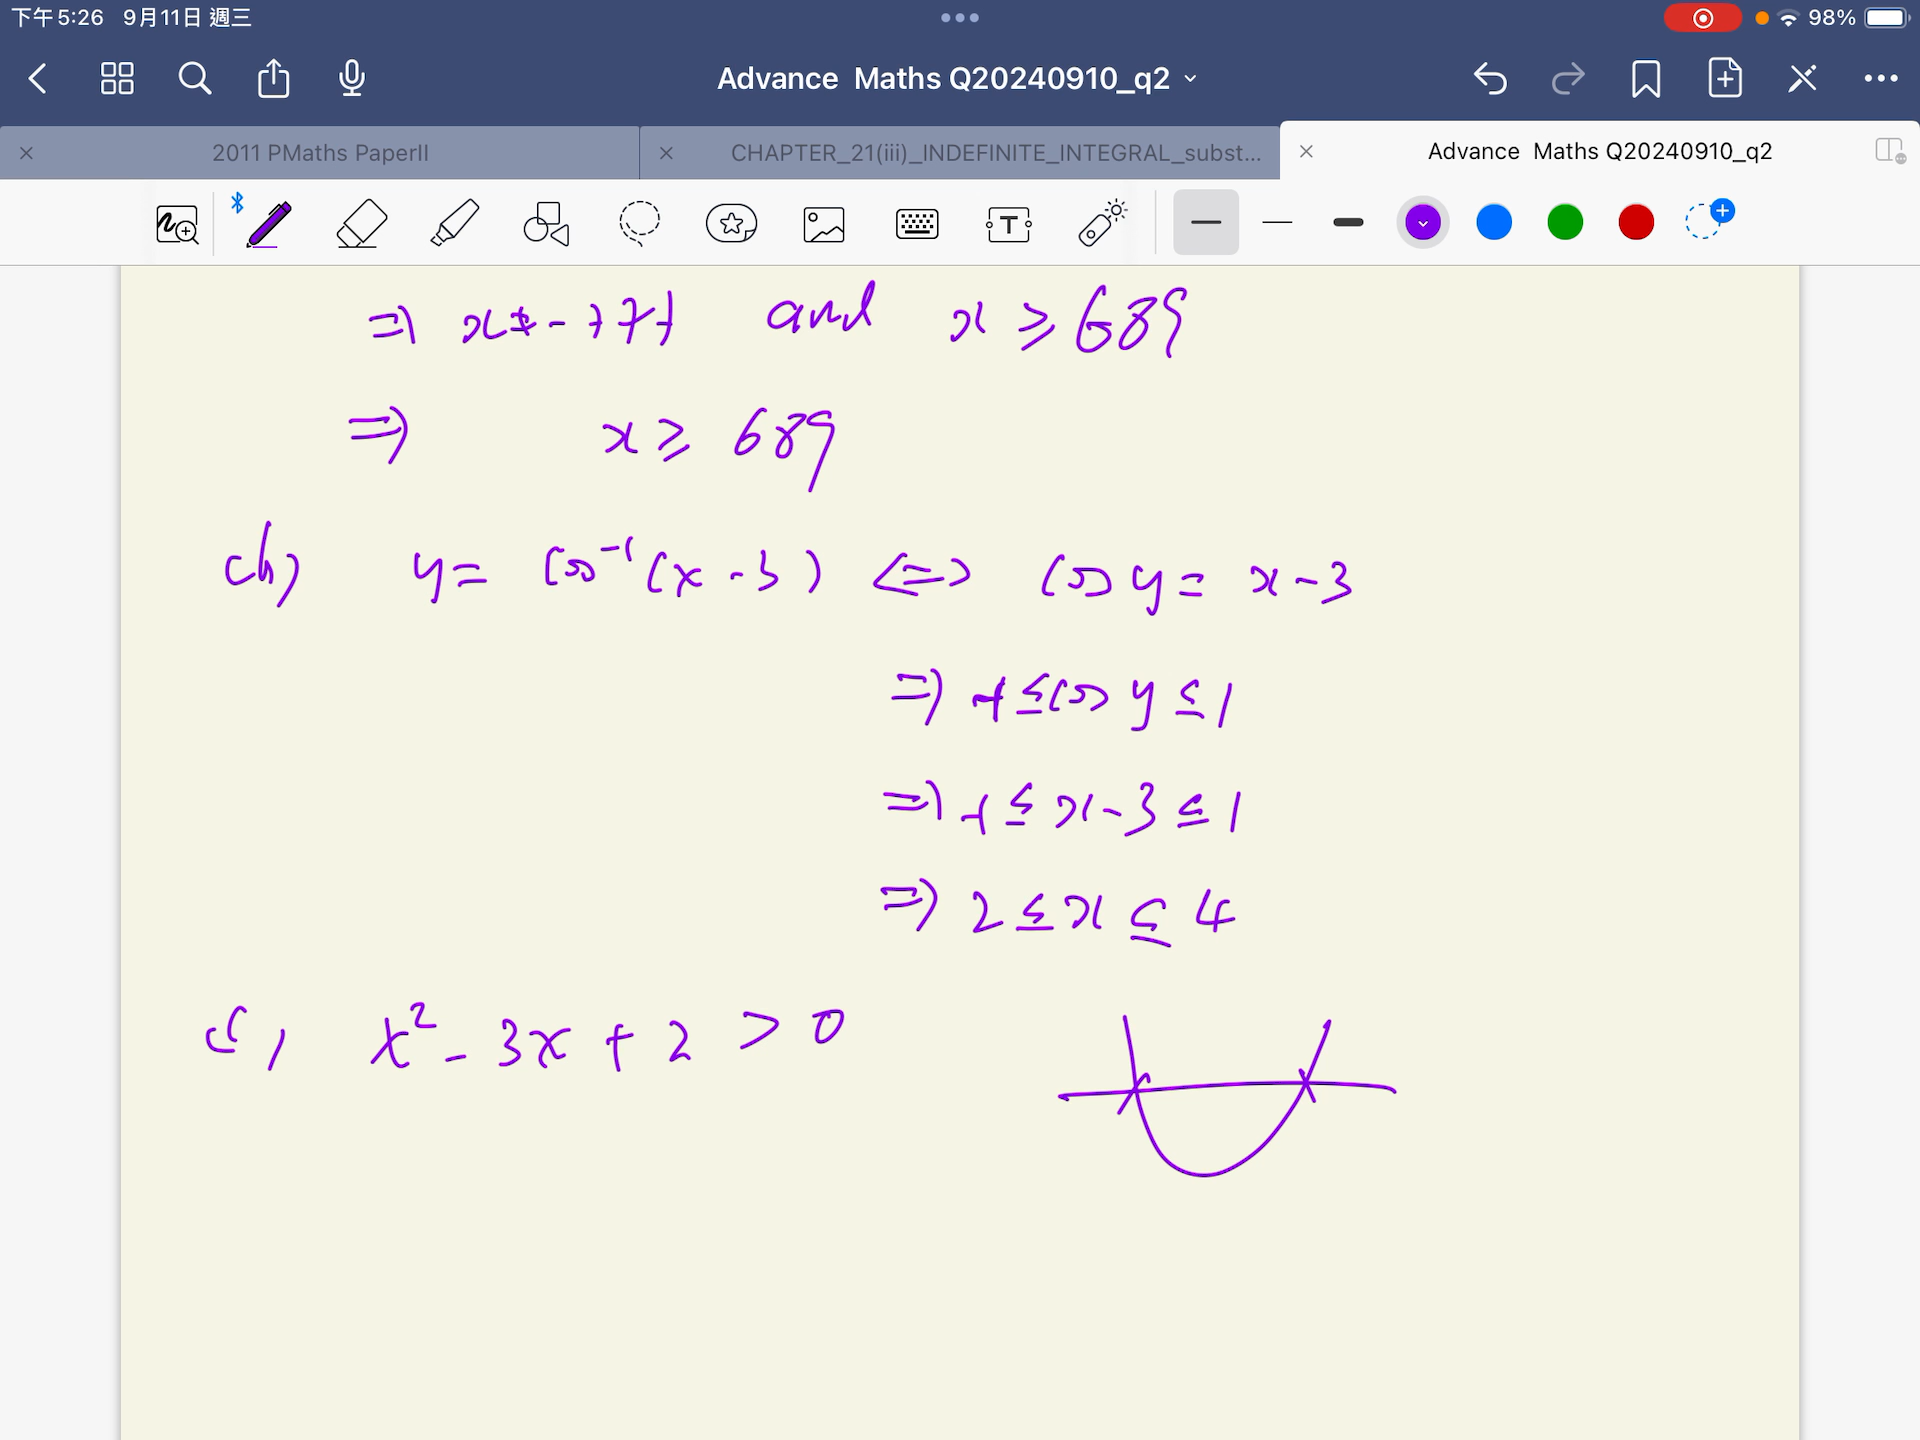 下午5:26 9月11日 週三
98%
Advance Maths Q20240910_q2
2011 PMaths PaperII
CHAPTER_21(iii)_INDEFINITE_INTEGRAL_subst...
Advance Maths Q20240910_q2
and x ≥ 689
⇒ x ≥ 689
(b) y = cos⁻¹(x - 3) <=> cos y = x - 3
⇒ -1 ≤ cos y ≤ 1
⇒ -1 ≤ x - 3 ≤ 1
⇒ 2 ≤ x ≤ 4
(c) x² - 3x + 2 > 0